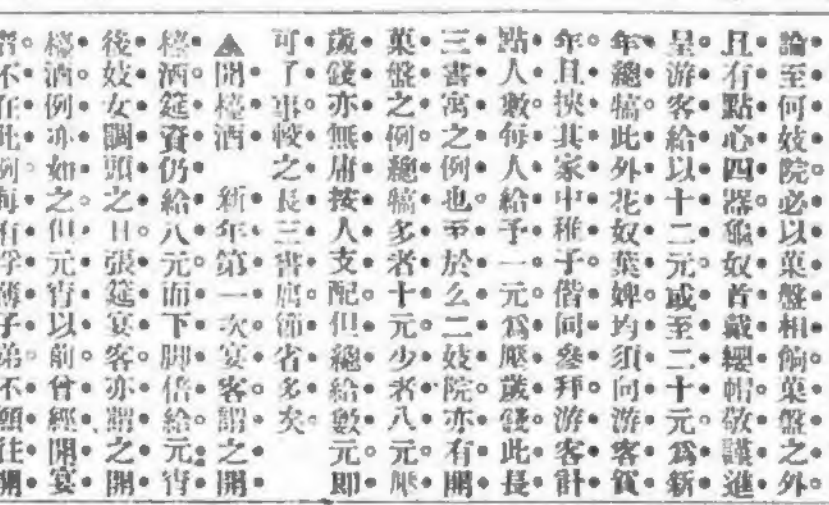 論至何妓院必以菓盤相餉菓盤之外
且有點心四器龜奴首戴纓帽敬謹進
呈游客給以十二元或至二十元爲新
年總犒此外花奴葉婢均須向游客賀
年且挾其家中稚子偕同參拜游客計
點人數每人給予一元爲壓歲錢此長
三書寓之例也至於么二妓院亦有開
菓盤之例總犒多者十元少者八元壓
歲錢亦無庸按人支配但總給數元即
可了事較之長三書寓節省多矣
▲開檯酒 新年第一次宴客謂之開
檯酒筵資仍給八元而下脚倍給元宵
後妓女調頭之日張筵宴客亦謂之開
檯酒例亦如之但元宵以前曾經開宴
者不在此例每有浮薄子弟不願往開